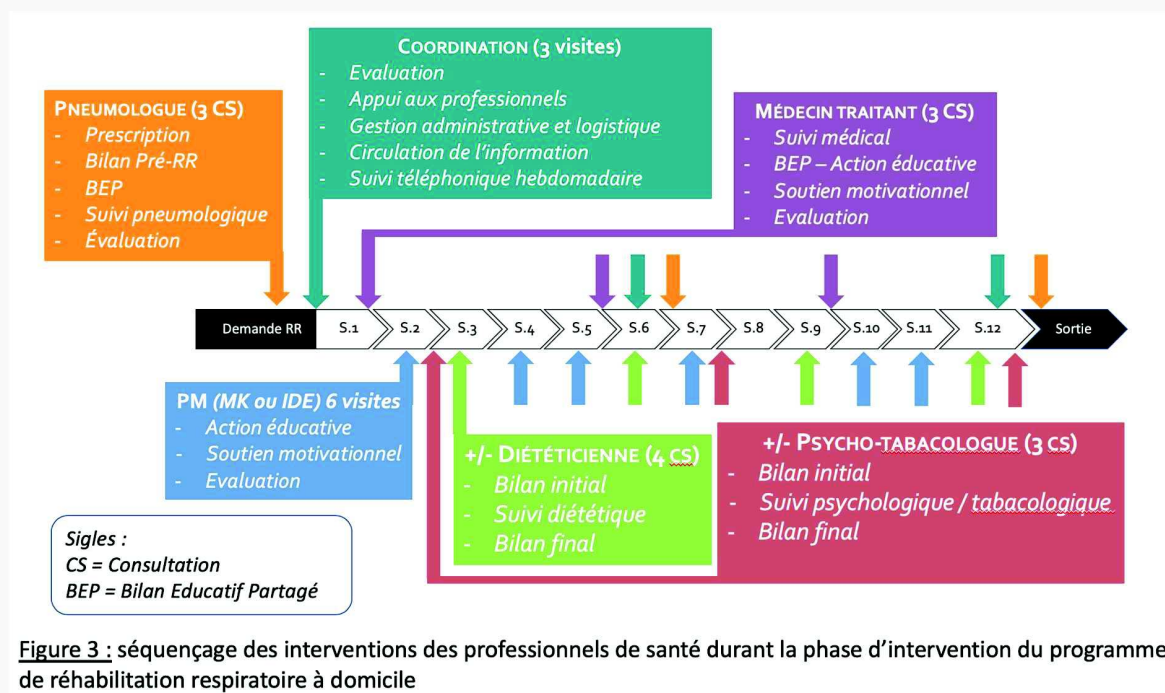 COORDINATION (3 visites)
- Evaluation
- Appui aux professionnels
- Gestion administrative et logistique
- Circulation de l'information
- Suivi téléphonique hebdomadaire
PNEUMOLOGUE (3 CS)
- Prescription
- Bilan Pré-RR
- BEP
- Suivi pneumologique
- Évaluation
MÉDECIN TRAITANT (3 CS)
- Suivi médical
- BEP – Action éducative
- Soutien motivationnel
- Evaluation
Demande RR
S.1
S.2
S.3
S.4
S.5
S.6
S.7
S.8
S.9
S.10
S.11
S.12
Sortie
PM (MK ou IDE) 6 visites
- Action éducative
- Soutien motivationnel
- Evaluation
+/- DIÉTÉTICIENNE (4 CS)
- Bilan initial
- Suivi diététique
- Bilan final
+/- PSYCHO-TABACOLOGUE (3 CS)
- Bilan initial
- Suivi psychologique / tabacologique
- Bilan final
Sigles :
CS = Consultation
BEP = Bilan Educatif Partagé
Figure 3 : séquençage des interventions des professionnels de santé durant la phase d'intervention du programme
de réhabilitation respiratoire à domicile